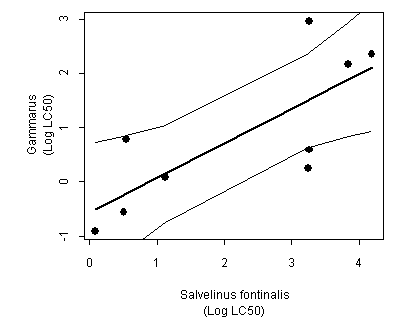 Gammarus
(Log LC50)
3
2
1
0
-1
0 1 2 3 4
Salvelinus fontinalis
(Log LC50)